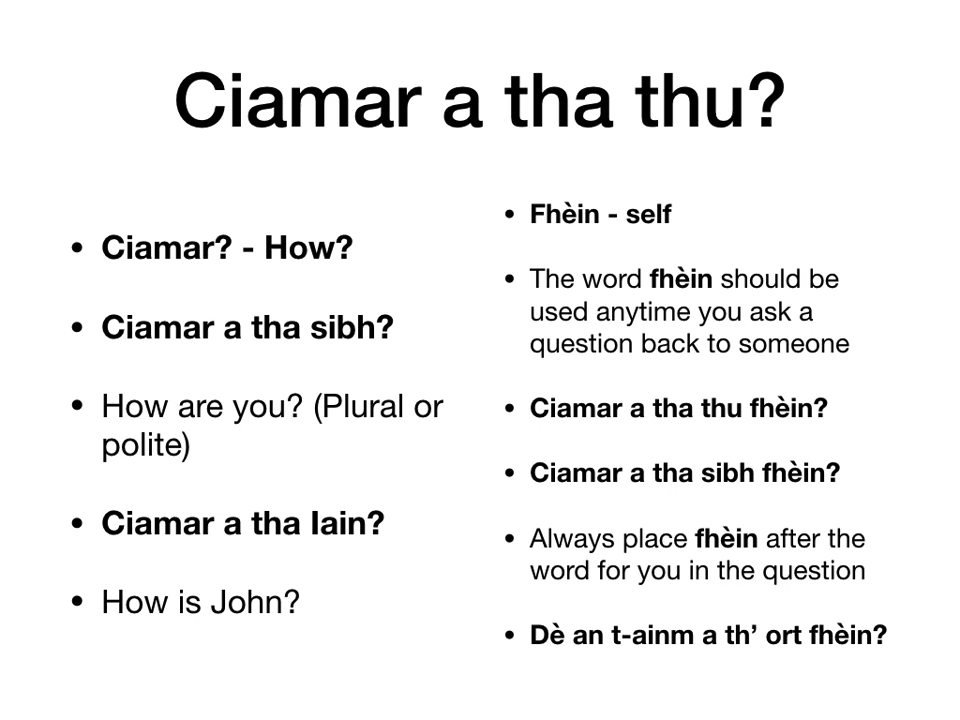 Ciamar a tha thu?
• Ciamar? - How?
• Ciamar a tha sibh?
• How are you? (Plural or
polite)
• Ciamar a tha Iain?
• How is John?
• Fhèin - self
• The word fhèin should be
used anytime you ask a
question back to someone
• Ciamar a tha thu fhèin?
• Ciamar a tha sibh fhèin?
• Always place fhèin after the
word for you in the question
• Dè an t-ainm a th’ ort fhèin?